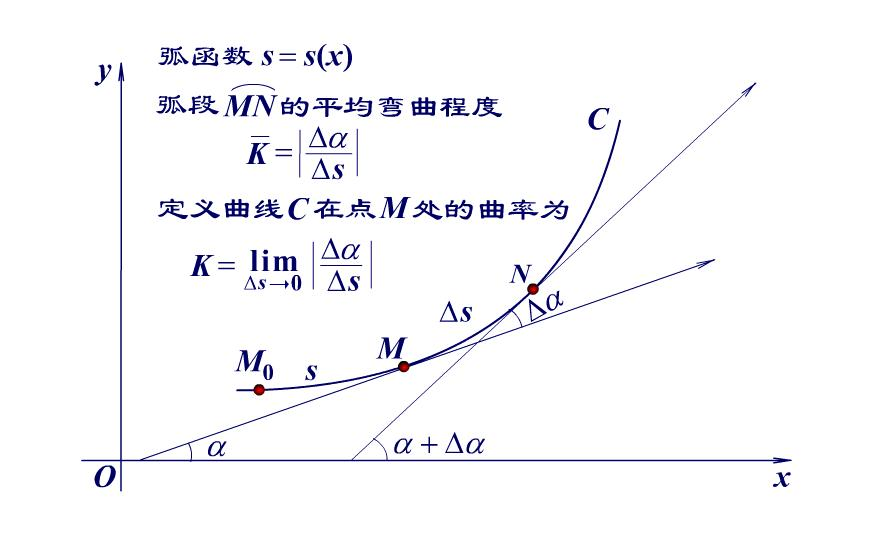 弧函数 s = s(x)
y
弧段 MN 的平均弯曲程度
C
K̅ = |Δα/Δs|
定义曲线 C 在点 M 处的曲率为
K = lim Δs→0 |Δα/Δs|
N
Δα
Δs
M
M₀
s
α
α + Δα
O
x